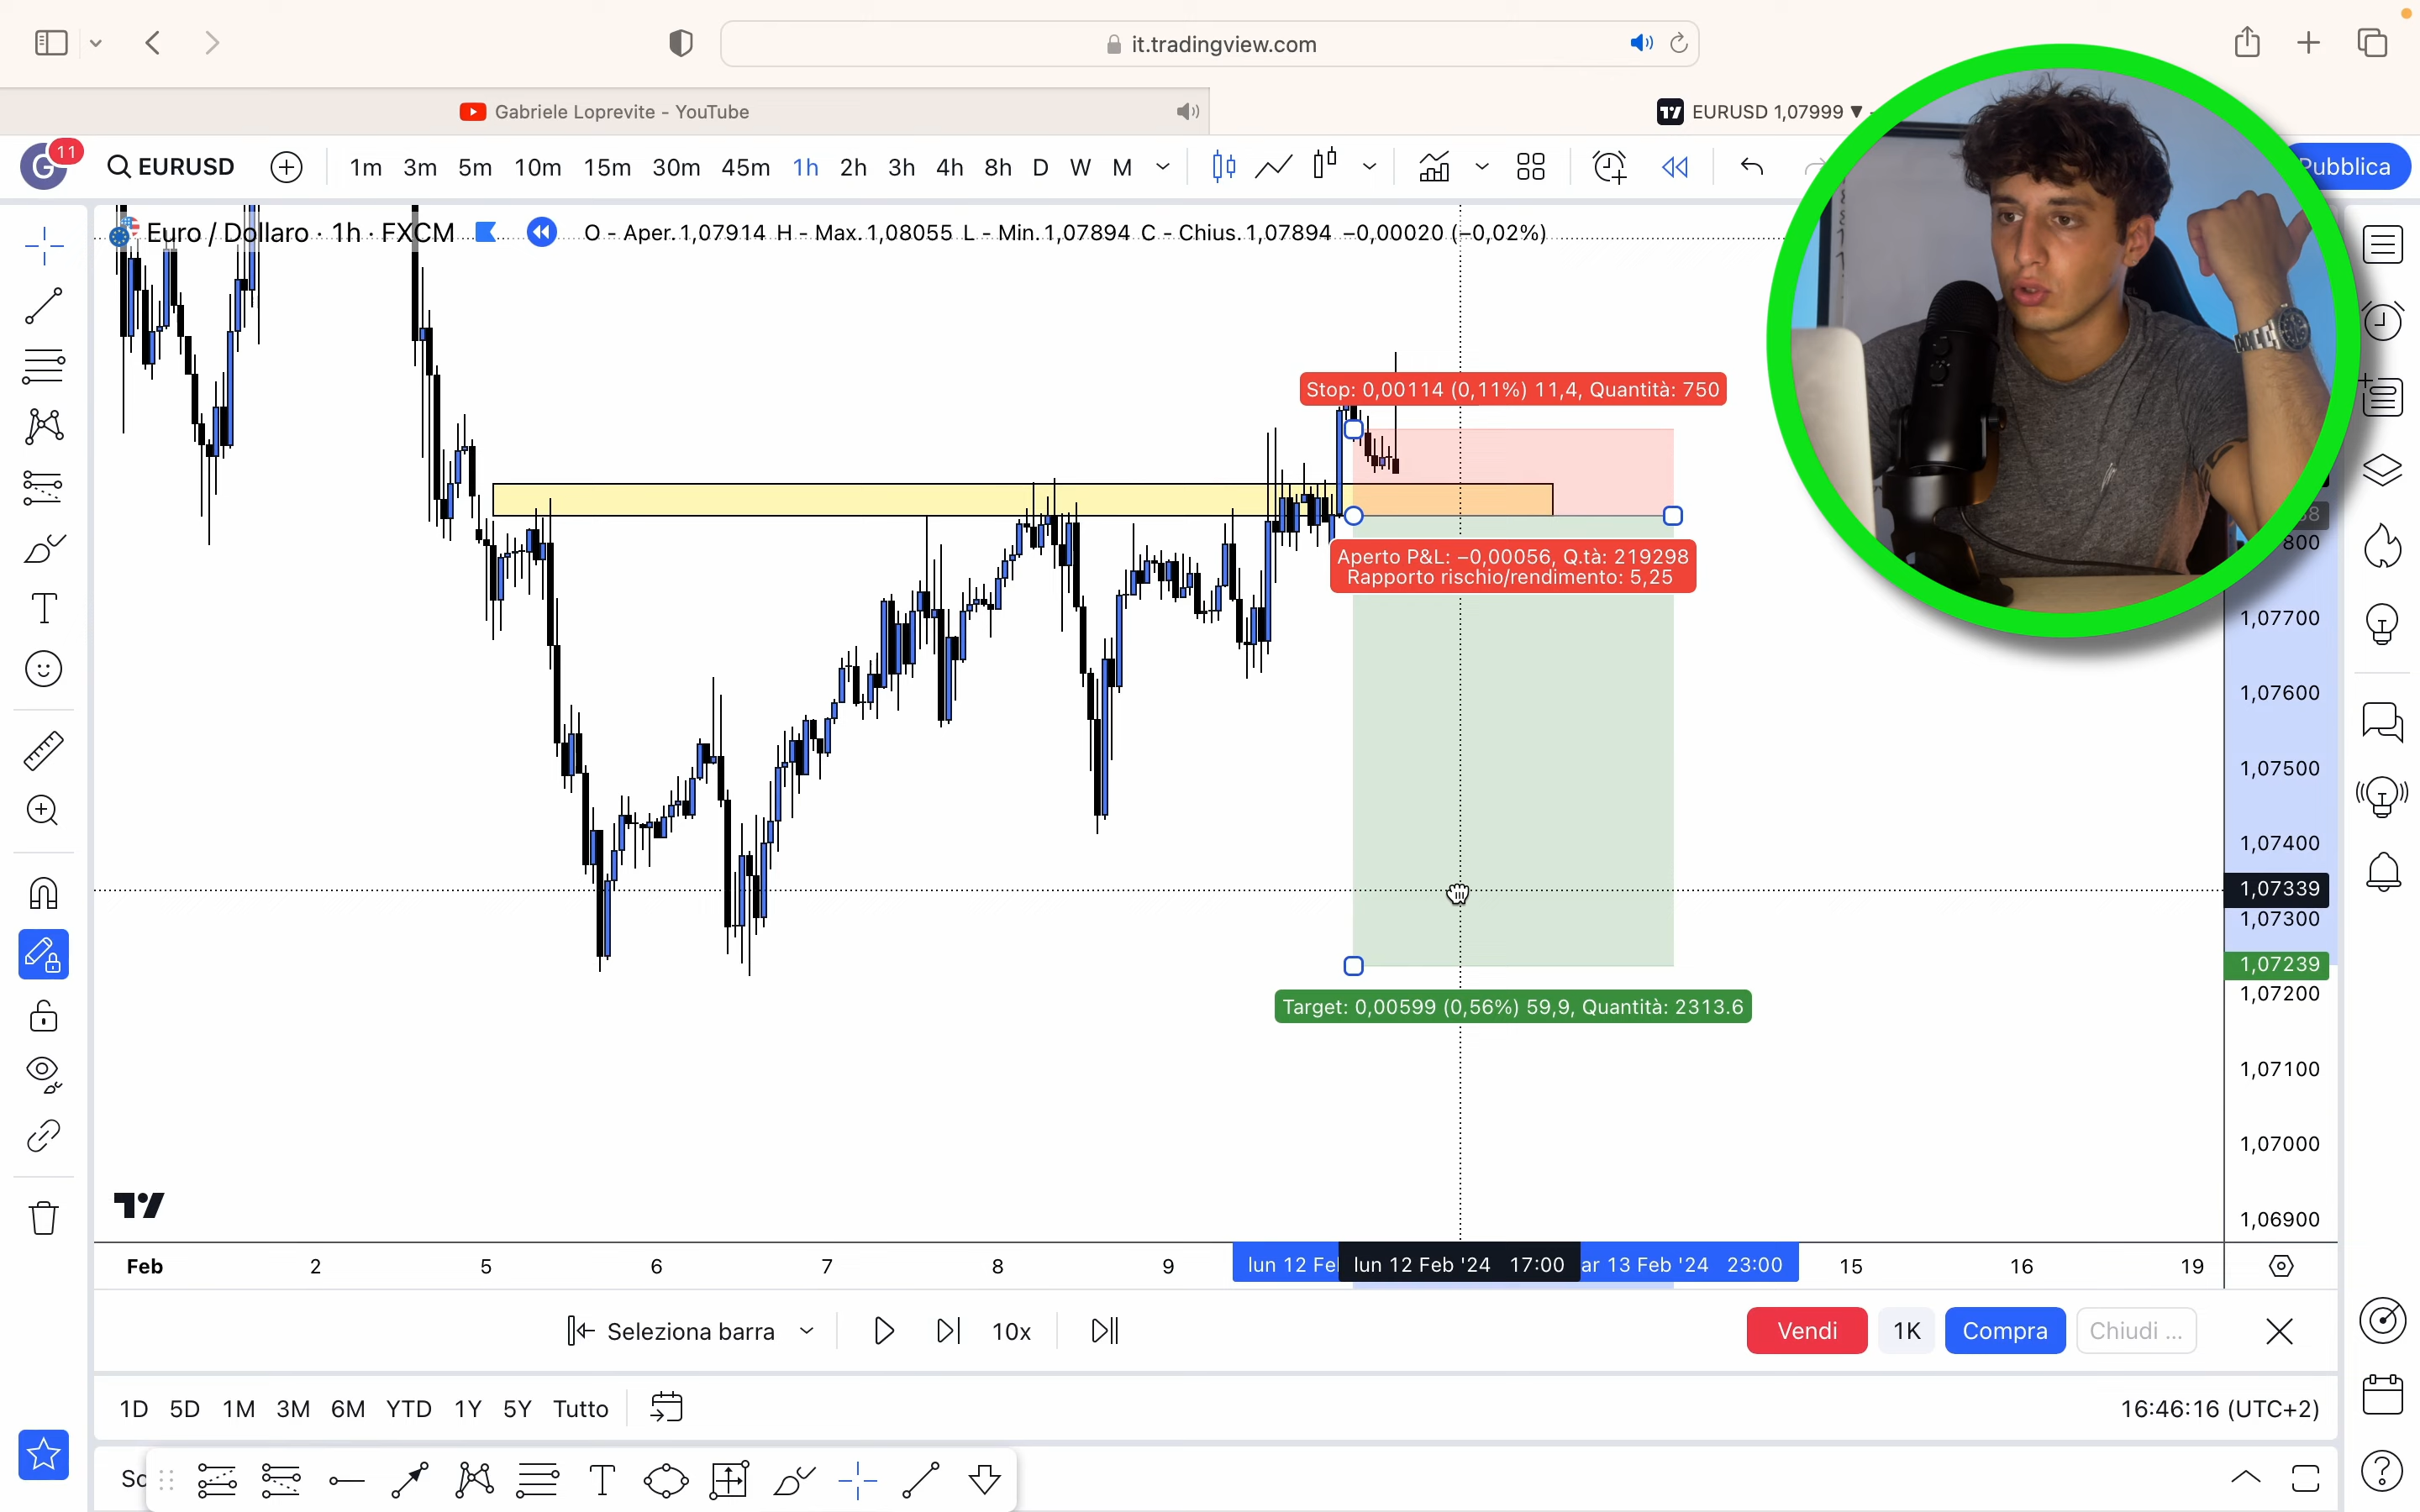 it.tradingview.com
Gabriele Loprevite - YouTube
EURUSD 1,07999 ▼
G
11
EURUSD
1m 3m 5m 10m 15m 30m 45m 1h 2h 3h 4h 8h D W M
Pubblica
Euro / Dollaro · 1h · FXCM
O - Aper.1,07914 H - Max.1,08055 L - Min.1,07894 C - Chius.1,07894 −0,00020 (−0,02%)
Stop: 0,00114 (0,11%) 11,4, Quantità: 750
Aperto P&L: −0,00056, Q.tà: 219298
Rapporto rischio/rendimento: 5,25
Target: 0,00599 (0,56%) 59,9, Quantità: 2313.6
800
1,07700
1,07600
1,07500
1,07400
1,07339
1,07300
1,07239
1,07200
1,07100
1,07000
1,06900
Feb 2 5 6 7 8 9 lun 12 Fe lun 12 Feb '24 17:00 ar 13 Feb '24 23:00 15 16 19
Seleziona barra
10x
Vendi 1K Compra Chiudi ...
1D 5D 1M 3M 6M YTD 1Y 5Y Tutto
16:46:16 (UTC+2)
Sc